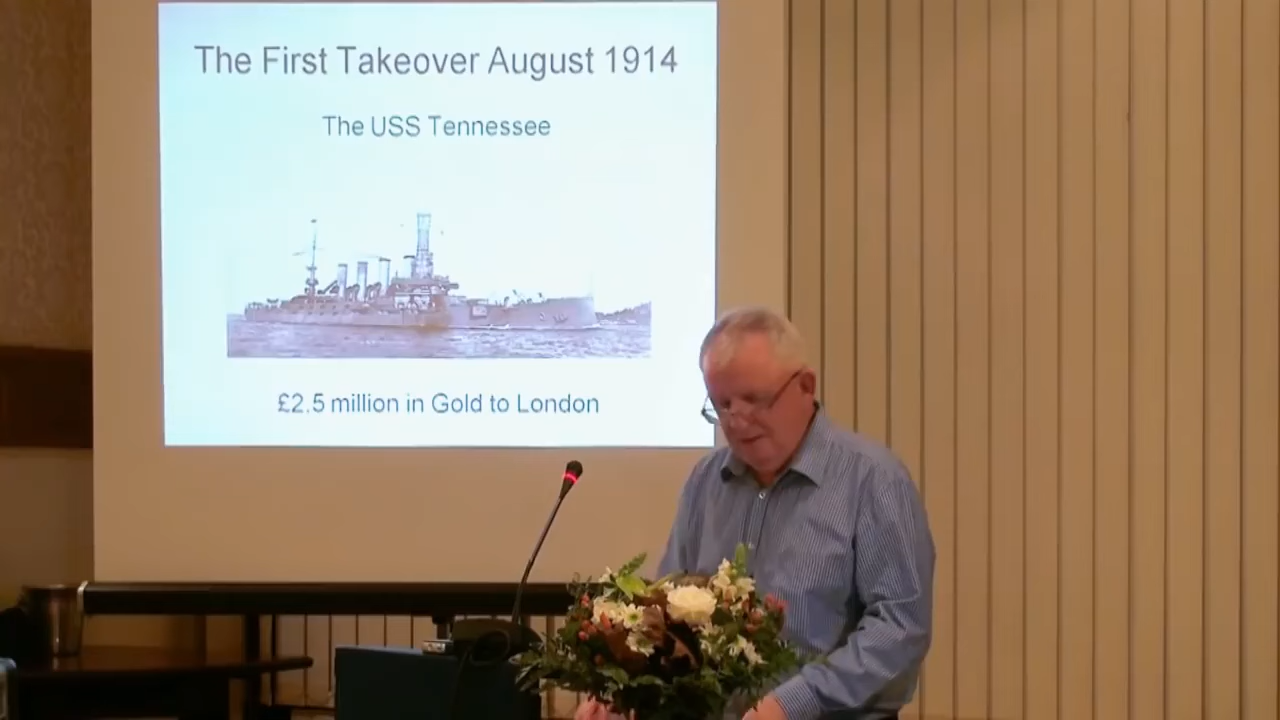 The First Takeover August 1914
The USS Tennessee
£2.5 million in Gold to London